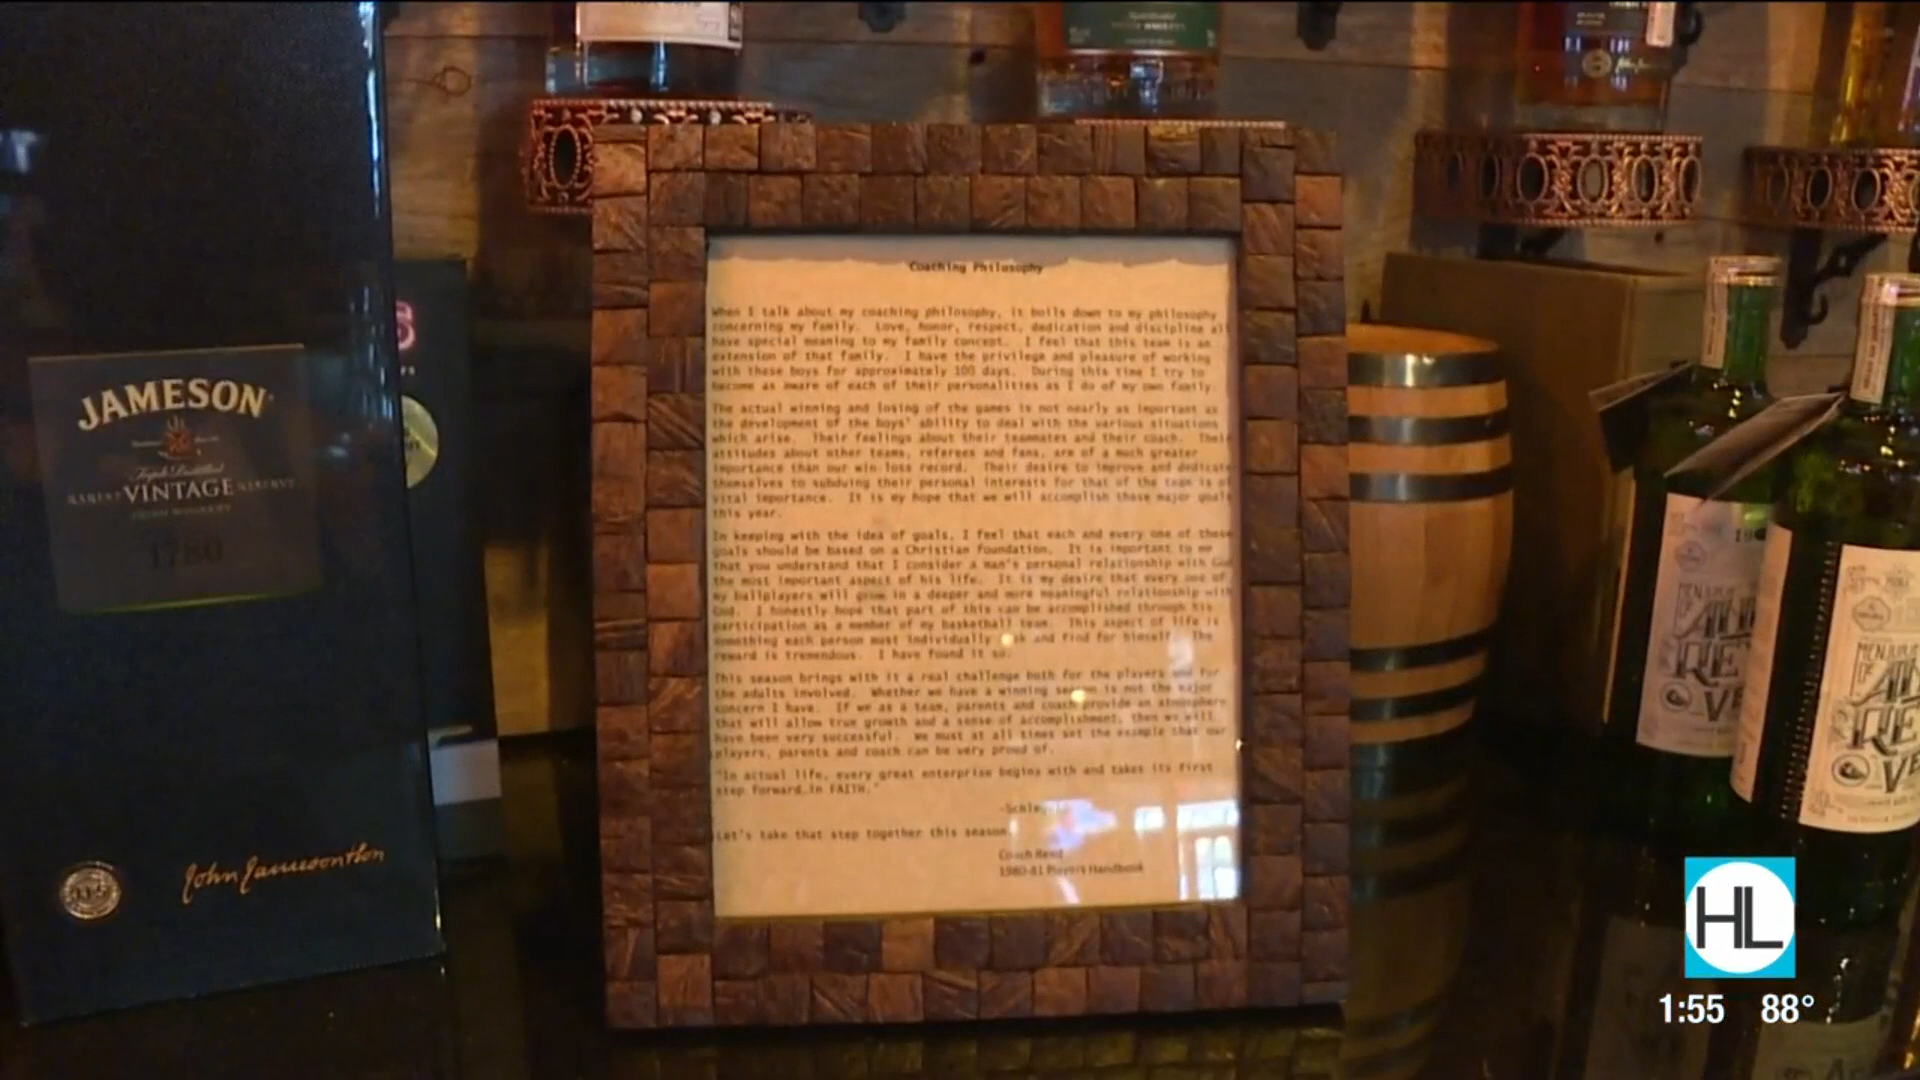 JAMESON
Triple Distilled
RAREST VINTAGE RESERVE
IRISH WHISKEY
1780
John Jameson & Son
Coaching Philosophy
When I talk about my coaching philosophy, it boils down to my philosophy
concerning my family. Love, honor, respect, dedication and discipline all
have special meaning to my family concept. I feel that this team is an
extension of that family. I have the privilege and pleasure of working
with these boys for approximately 100 days. During this time I try to
become as aware of each of their personalities as I do of my own family.
The actual winning and losing of the games is not nearly as important as
the development of the boys' ability to deal with the various situations
which arise. Their feelings about their teammates and their coach. Their
attitudes about other teams, referees and fans, are of a much greater
importance than our win-loss record. Their desire to improve and dedicate
themselves to subduing their personal interests for that of the team is of
vital importance. It is my hope that we will accomplish these major goals
this year.
In keeping with the idea of goals, I feel that each and every one of these
goals should be based on a Christian foundation. It is important to me
that you understand that I consider a man's personal relationship with God
the most important aspect of his life. It is my desire that every one of
my ballplayers will grow in a deeper and more meaningful relationship with
God. I honestly hope that part of this can be accomplished through his
participation as a member of my basketball team. This aspect of life is
something each person must individually and find for himself. The
reward is tremendous. I have found it so.
This season brings with it a real challenge both for the players and for
the adults involved. Whether we have a winning season is not the major
concern I have. If we as a team, parents and coach provide an atmosphere
that will allow true growth and a sense of accomplishment, then we will
have been very successful. We must at all times set the example that our
players, parents and coach can be very proud of.
"In actual life, every great enterprise begins with and takes its first
step forward in FAITH."
Let's take that step together this season.
Coach Reed
1980-81 Players Handbook
HL
1:55 88°